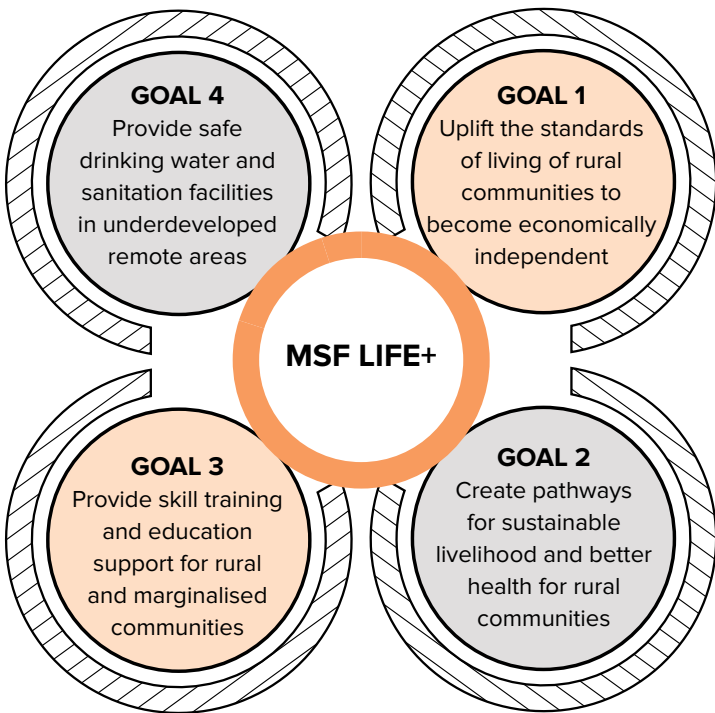 GOAL 4
Provide safe
drinking water and
sanitation facilities
in underdeveloped
remote areas
GOAL 1
Uplift the standards
of living of rural
communities to
become economically
independent
MSF LIFE+
GOAL 3
Provide skill training
and education
support for rural
and marginalised
communities
GOAL 2
Create pathways
for sustainable
livelihood and better
health for rural
communities